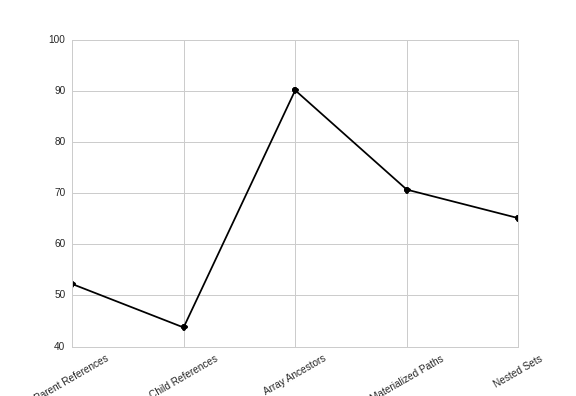 100
90
80
70
60
50
40
Parent References
Child References
Array Ancestors
Materialized Paths
Nested Sets